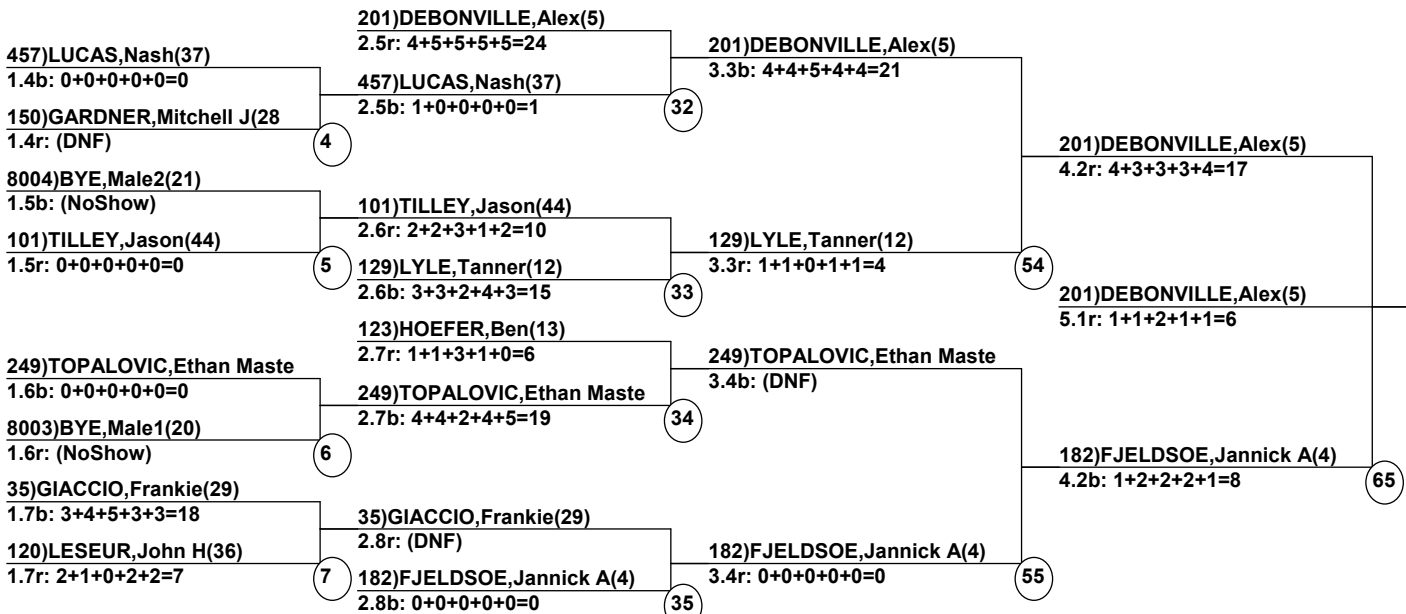 457)LUCAS,Nash(37)
1.4b: 0+0+0+0+0=0
150)GARDNER,Mitchell J(28
1.4r: (DNF)
4
8004)BYE,Male2(21)
1.5b: (NoShow)
101)TILLEY,Jason(44)
1.5r: 0+0+0+0+0=0
5
249)TOPALOVIC,Ethan Maste
1.6b: 0+0+0+0+0=0
8003)BYE,Male1(20)
1.6r: (NoShow)
6
35)GIACCIO,Frankie(29)
1.7b: 3+4+5+3+3=18
120)LESEUR,John H(36)
1.7r: 2+1+0+2+2=7
7
201)DEBONVILLE,Alex(5)
2.5r: 4+5+5+5+5=24
457)LUCAS,Nash(37)
2.5b: 1+0+0+0+0=1
32
101)TILLEY,Jason(44)
2.6r: 2+2+3+1+2=10
129)LYLE,Tanner(12)
2.6b: 3+3+2+4+3=15
33
123)HOEFER,Ben(13)
2.7r: 1+1+3+1+0=6
249)TOPALOVIC,Ethan Maste
2.7b: 4+4+2+4+5=19
34
35)GIACCIO,Frankie(29)
2.8r: (DNF)
182)FJELDSOE,Jannick A(4)
2.8b: 0+0+0+0+0=0
35
201)DEBONVILLE,Alex(5)
3.3b: 4+4+5+4+4=21
129)LYLE,Tanner(12)
3.3r: 1+1+0+1+1=4
54
249)TOPALOVIC,Ethan Maste
3.4b: (DNF)
182)FJELDSOE,Jannick A(4)
3.4r: 0+0+0+0+0=0
55
201)DEBONVILLE,Alex(5)
4.2r: 4+3+3+3+4=17
201)DEBONVILLE,Alex(5)
5.1r: 1+1+2+1+1=6
182)FJELDSOE,Jannick A(4)
4.2b: 1+2+2+2+1=8
65